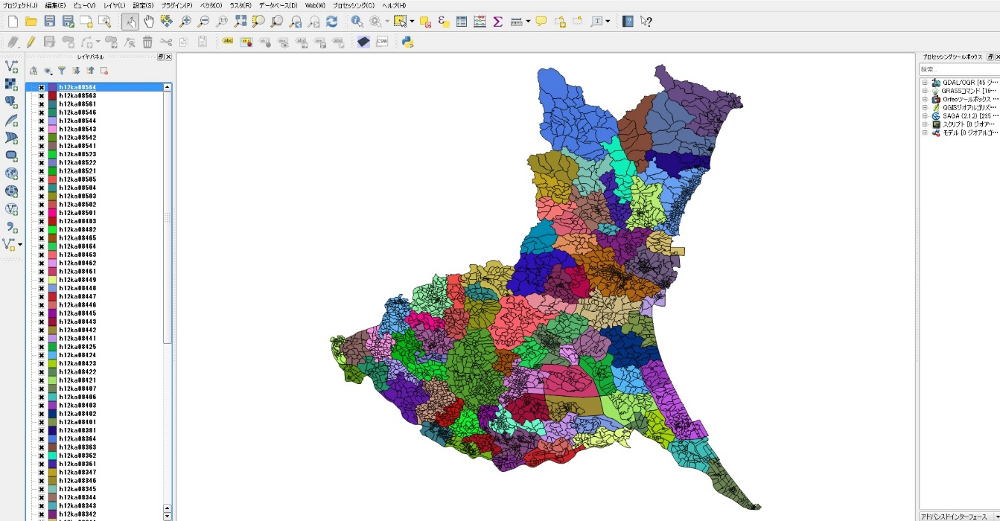 プロジェクト(J) 編集(E) ビュー(V) レイヤ(L) 設定(S) プラグイン(P) ベクタ(O) ラスタ(R) データベース(D) Web(W) プロセッシング(C) ヘルプ(H)
abc abc csw
レイヤパネル
h12ka08564
h12ka08563
h12ka08561
h12ka08546
h12ka08544
h12ka08543
h12ka08542
h12ka08541
h12ka08523
h12ka08522
h12ka08521
h12ka08505
h12ka08504
h12ka08503
h12ka08502
h12ka08501
h12ka08483
h12ka08482
h12ka08465
h12ka08464
h12ka08463
h12ka08462
h12ka08461
h12ka08449
h12ka08448
h12ka08447
h12ka08446
h12ka08445
h12ka08443
h12ka08442
h12ka08441
h12ka08425
h12ka08424
h12ka08423
h12ka08422
h12ka08421
h12ka08407
h12ka08406
h12ka08403
h12ka08402
h12ka08401
h12ka08381
h12ka08364
h12ka08363
h12ka08362
h12ka08361
h12ka08347
h12ka08346
h12ka08345
h12ka08344
h12ka08343
h12ka08342
プロセッシングツールボックス
検索...
GDAL/OGR [45 ジ…
GRASSコマンド [16…
Orfeoツールボックス …
QGISジオアルゴリズ…
SAGA (2.1.2) [235 …
スクリプト [0 ジオア…
モデル [0 ジオアルゴ…
アドバンスドインターフェース